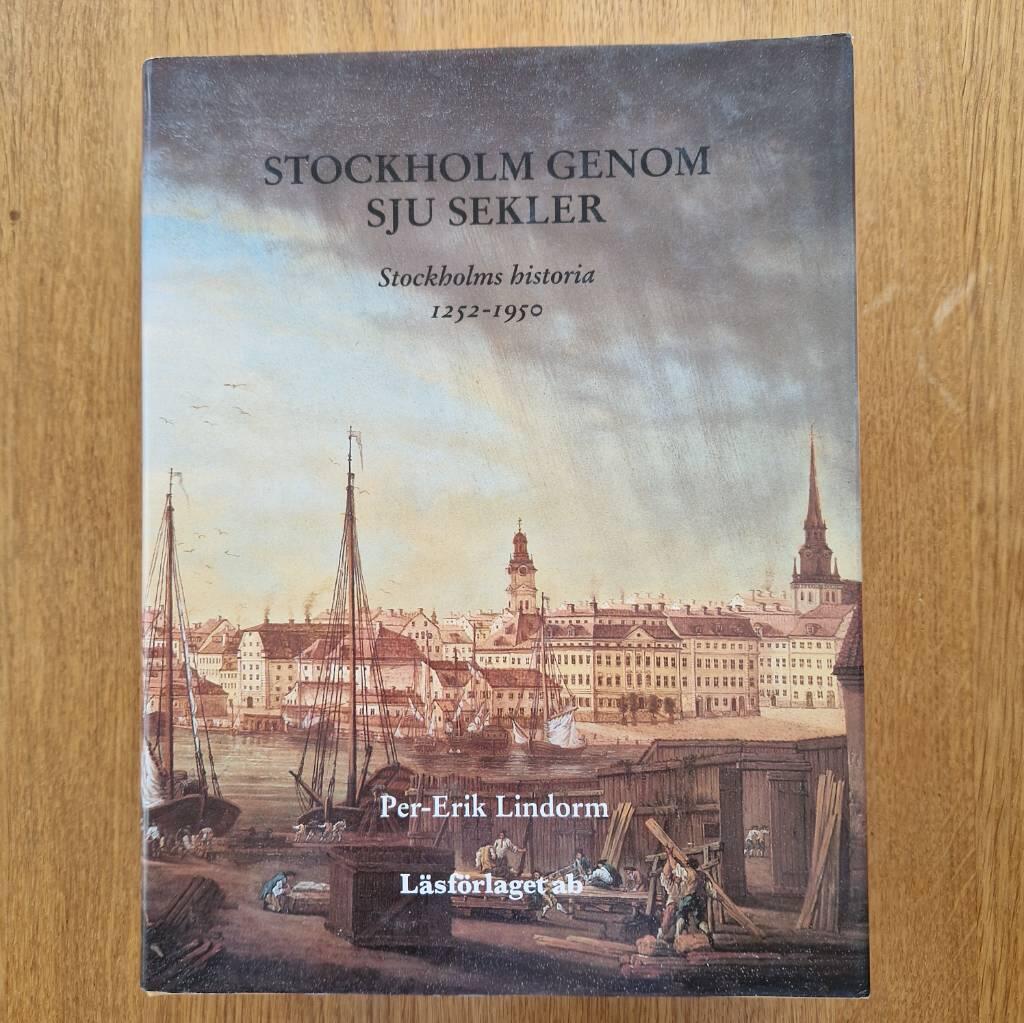 STOCKHOLM GENOM
SJU SEKLER
Stockholms historia
1252-1950
Per-Erik Lindorm
Läsförlaget ab